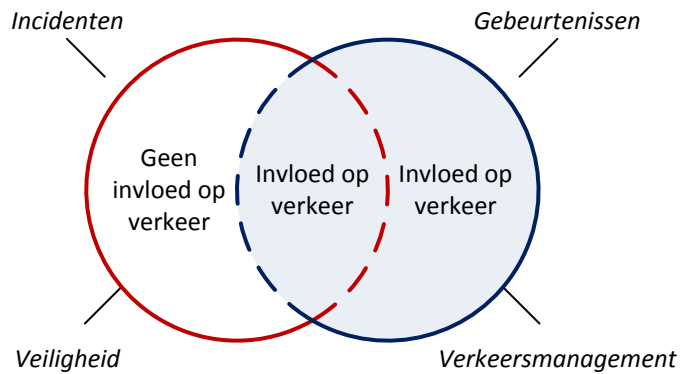 Incidenten
Gebeurtenissen
Geen
invloed op
verkeer
Invloed op
verkeer
Invloed op
verkeer
Veiligheid
Verkeersmanagement